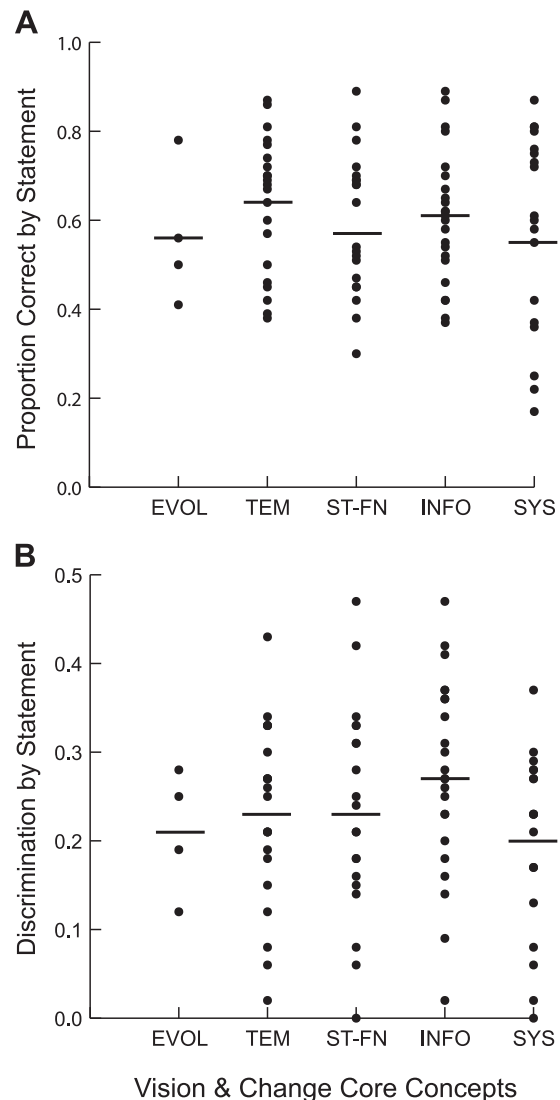 A
Proportion Correct by Statement
1.0
0.8
0.6
0.4
0.2
0.0
EVOL TEM ST-FN INFO SYS
B
Discrimination by Statement
0.5
0.4
0.3
0.2
0.1
0.0
EVOL TEM ST-FN INFO SYS
Vision & Change Core Concepts